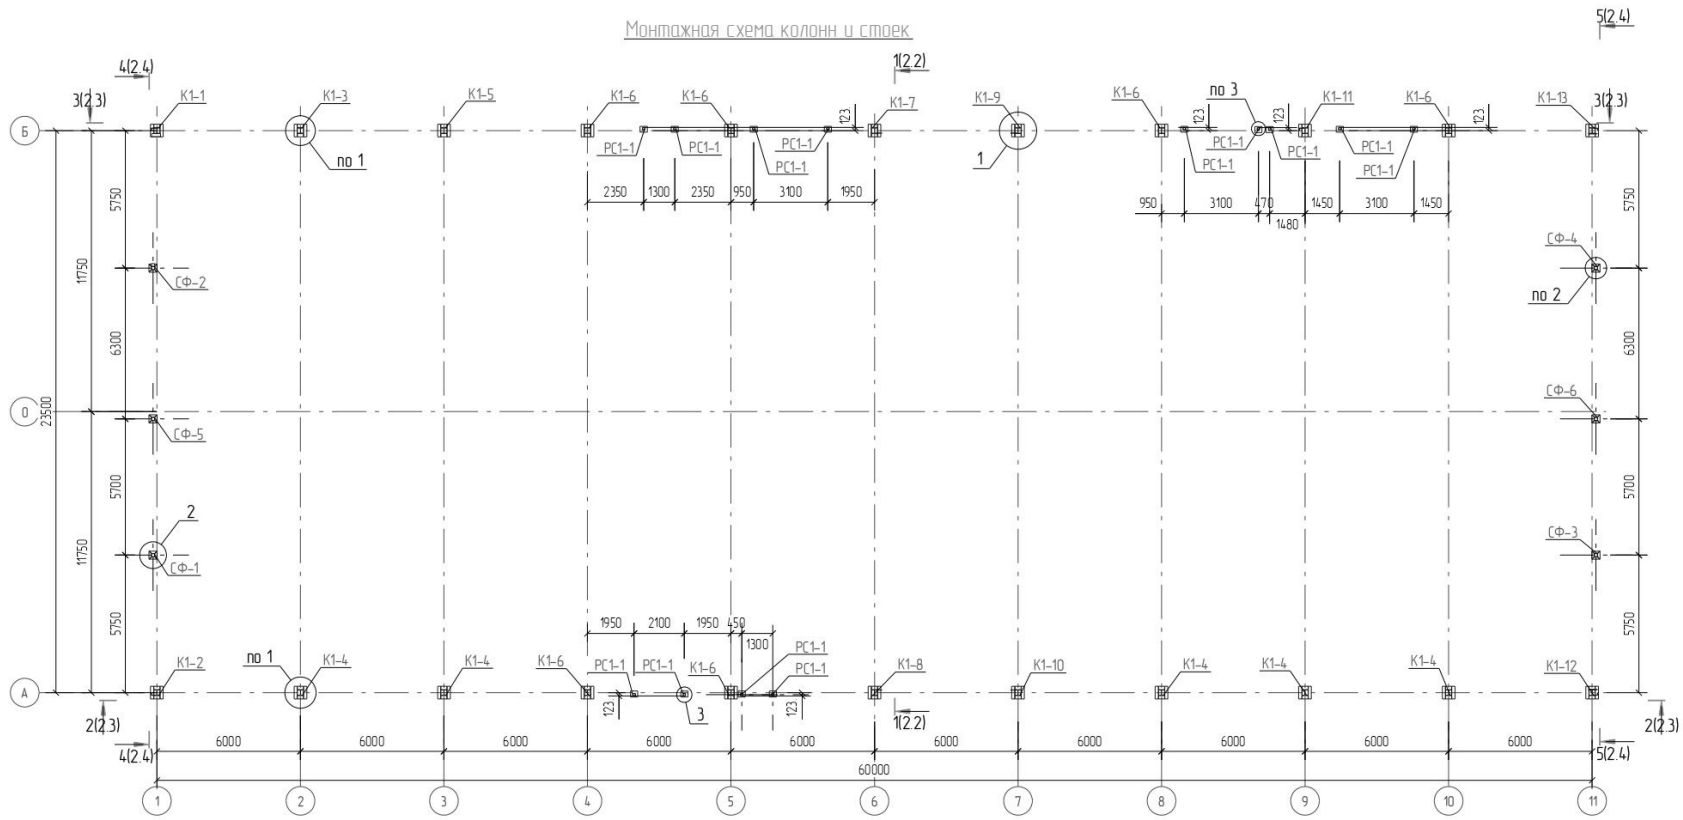 Монтажная схема колонн и стоек
5(2.4)
4(2.4)
1(2.2)
3(2.3)
К1-1
К1-3
К1-5
К1-6
К1-6
К1-7
К1-9
К1-6
по 3
К1-11
К1-6
К1-13
3(2.3)
Б
123
123
123
123
по 1
1
РС1-1
РС1-1
РС1-1
РС1-1
РС1-1
РС1-1
РС1-1
РС1-1
РС1-1
2350
1300
2350
950
3100
1950
950
3100
470
1480
1450
3100
1450
5750
5750
11750
СФ-2
СФ-4
по 2
6300
6300
О
23500
СФ-5
СФ-6
5700
5700
2
11750
СФ-1
СФ-3
5750
5750
1950
2100
1950
450
1300
по 1
К1-2
К1-4
К1-4
К1-6
РС1-1
РС1-1
К1-6
РС1-1
РС1-1
К1-8
К1-10
К1-4
К1-4
К1-4
К1-12
А
123
3
123
2(2.3)
1(2.2)
2(2.3)
4(2.4)
5(2.4)
6000
6000
6000
6000
6000
6000
6000
6000
6000
6000
60000
1
2
3
4
5
6
7
8
9
10
11